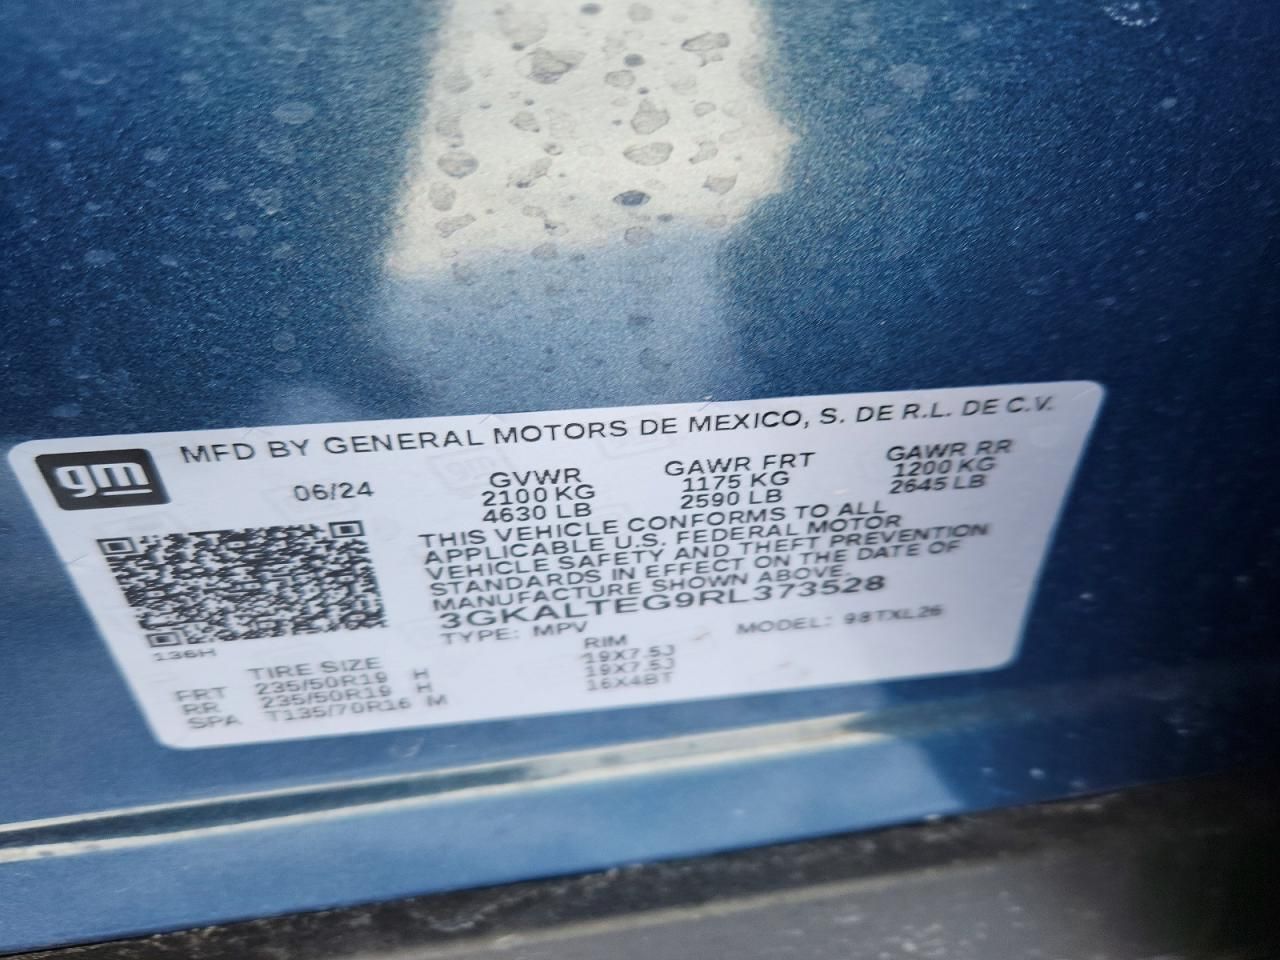 gm
MFD BY GENERAL MOTORS DE MEXICO, S. DE R.L. DE C.V.
06/24
GVWR GAWR FRT GAWR RR
2100 KG 1175 KG 1200 KG
4630 LB 2590 LB 2645 LB
THIS VEHICLE CONFORMS TO ALL
APPLICABLE U.S. FEDERAL MOTOR
VEHICLE SAFETY AND THEFT PREVENTION
STANDARDS IN EFFECT ON THE DATE OF
MANUFACTURE SHOWN ABOVE
3GKALTEG9RL373528
TYPE: MPV MODEL: 98TXL26
136H
TIRE SIZE RIM
FRT 235/50R19 H 19X7.5J
RR 235/50R19 H 19X7.5J
SPA T135/70R16 M 16X4BT